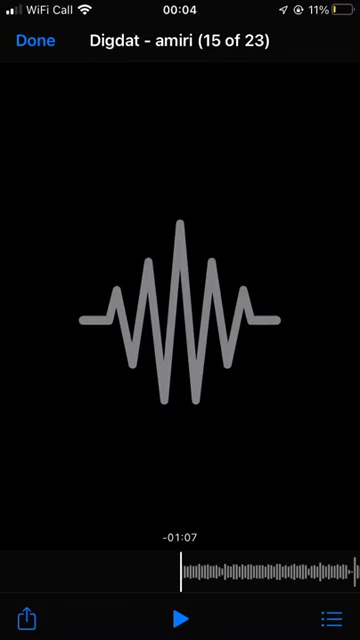 WiFi Call 00:04 11%
Done Digdat - amiri (15 of 23)
-01:07